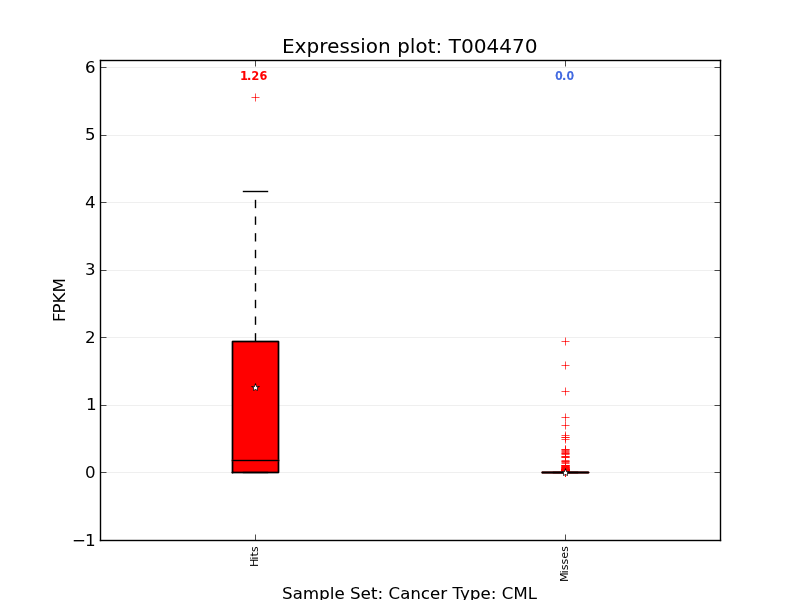 Expression plot: T004470
1.26
0.0
6
5
4
3
2
1
0
−1
FPKM
Hits
Misses
Sample Set: Cancer Type: CML